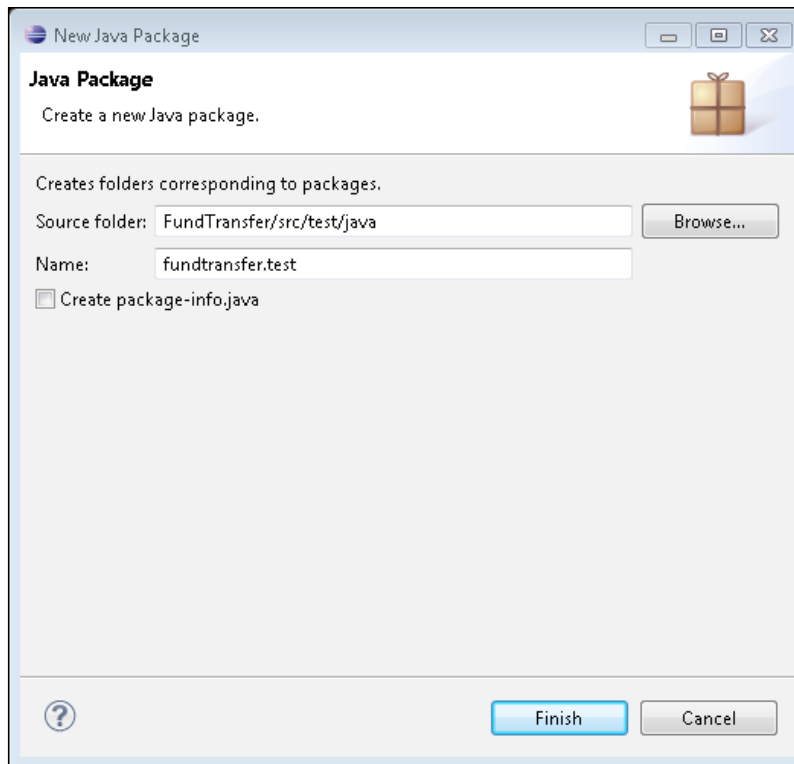 New Java Package
Java Package
Create a new Java package.
Creates folders corresponding to packages.
Source folder: FundTransfer/src/test/java Browse...
Name: fundtransfer.test
Create package-info.java
? Finish Cancel